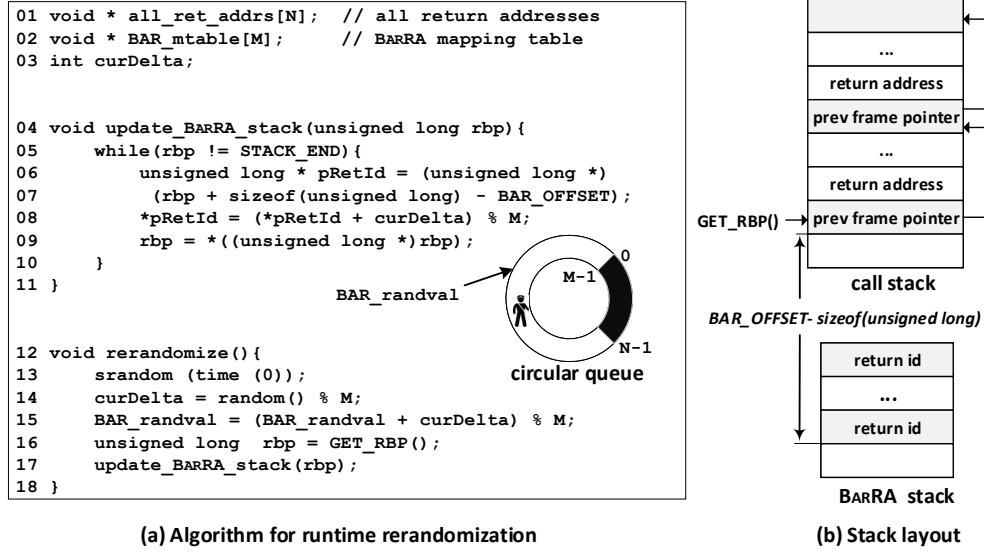 01 void * all_ret_addrs[N];  // all return addresses
02 void * BAR_mtable[M];      // BARRA mapping table
03 int curDelta;
04 void update_BARRA_stack(unsigned long rbp){
05     while(rbp != STACK_END){
06         unsigned long * pRetId = (unsigned long *)
07          (rbp + sizeof(unsigned long) - BAR_OFFSET);
08         *pRetId = (*pRetId + curDelta) % M;
09         rbp = *((unsigned long *)rbp);
10     }
11 }
BAR_randval
0
M-1
N-1
circular queue
12 void rerandomize(){
13     srandom (time (0));
14     curDelta = random() % M;
15     BAR_randval = (BAR_randval + curDelta) % M;
16     unsigned long  rbp = GET_RBP();
17     update_BARRA_stack(rbp);
18 }
(a) Algorithm for runtime rerandomization
...
return address
prev frame pointer
...
return address
GET_RBP()
prev frame pointer
call stack
BAR_OFFSET- sizeof(unsigned long)
return id
...
return id
BARRA stack
(b) Stack layout